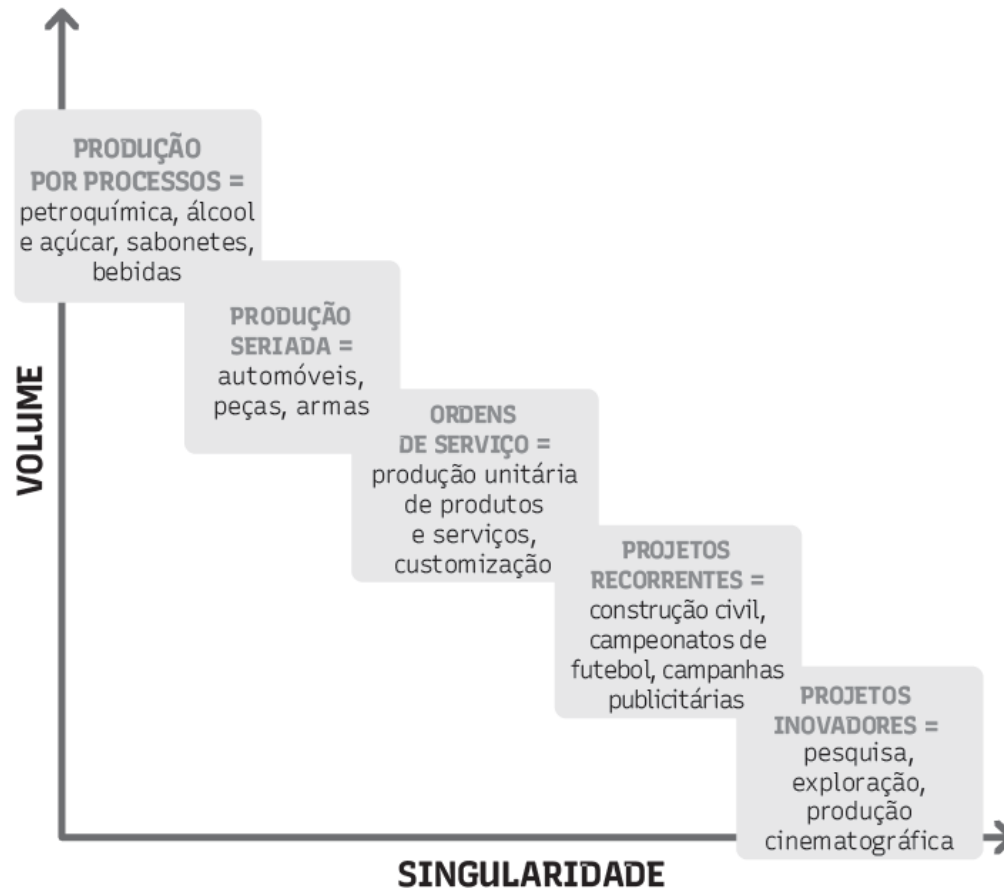 PRODUÇÃO
POR PROCESSOS =
petroquímica, álcool
e açúcar, sabonetes,
bebidas
PRODUÇÃO
SERIADA =
automóveis,
peças, armas
ORDENS
DE SERVIÇO =
produção unitária
de produtos
e serviços,
customização
PROJETOS
RECORRENTES =
construção civil,
campeonatos de
futebol, campanhas
publicitárias
PROJETOS
INOVADORES =
pesquisa,
exploração,
produção
cinematográfica
VOLUME
SINGULARIDADE